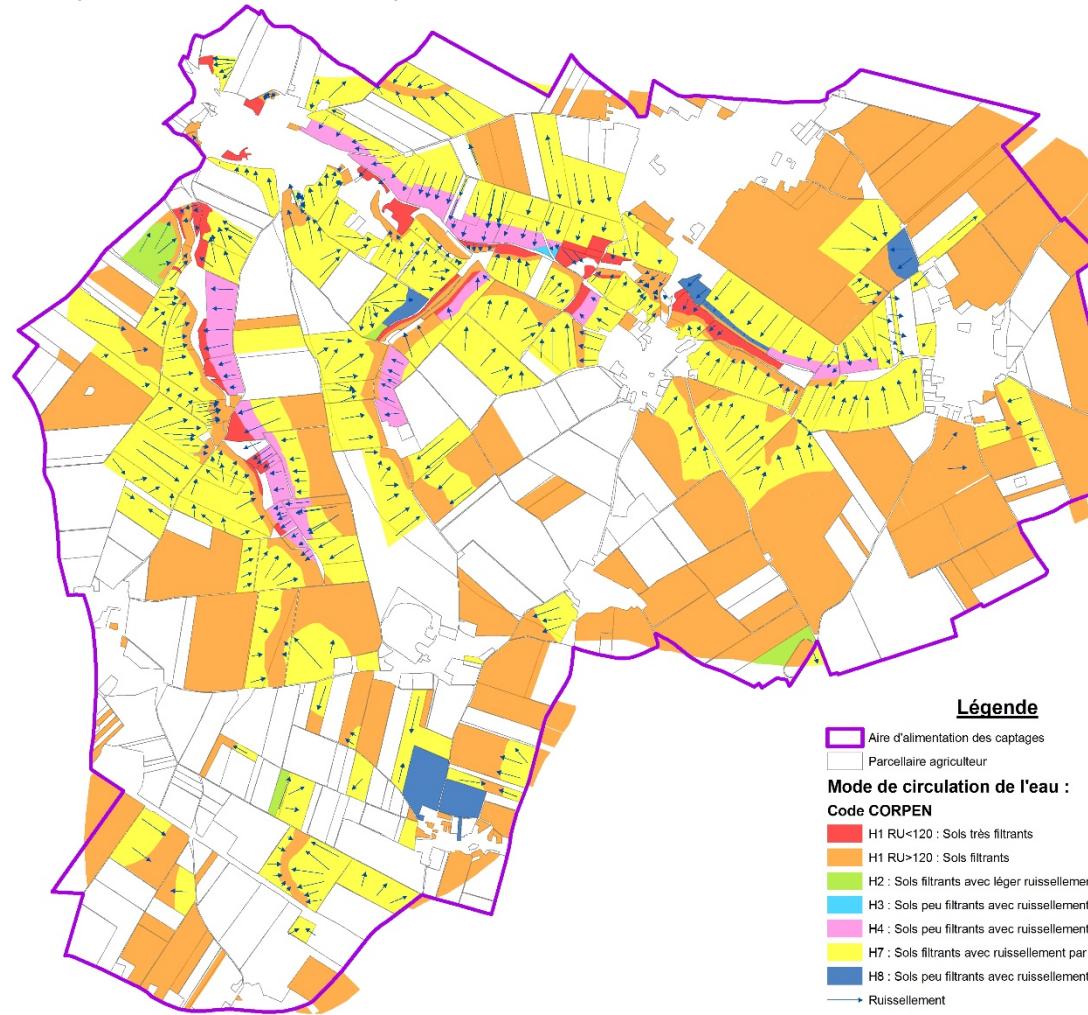 Légende
Aire d'alimentation des captages
Parcellaire agriculteur
Mode de circulation de l'eau :
Code CORPEN
H1 RU<120 : Sols très filtrants
H1 RU>120 : Sols filtrants
H2 : Sols filtrants avec léger ruissellemen
H3 : Sols peu filtrants avec ruissellement
H4 : Sols peu filtrants avec ruissellement
H7 : Sols filtrants avec ruissellement par
H8 : Sols peu filtrants avec ruissellement
Ruissellement